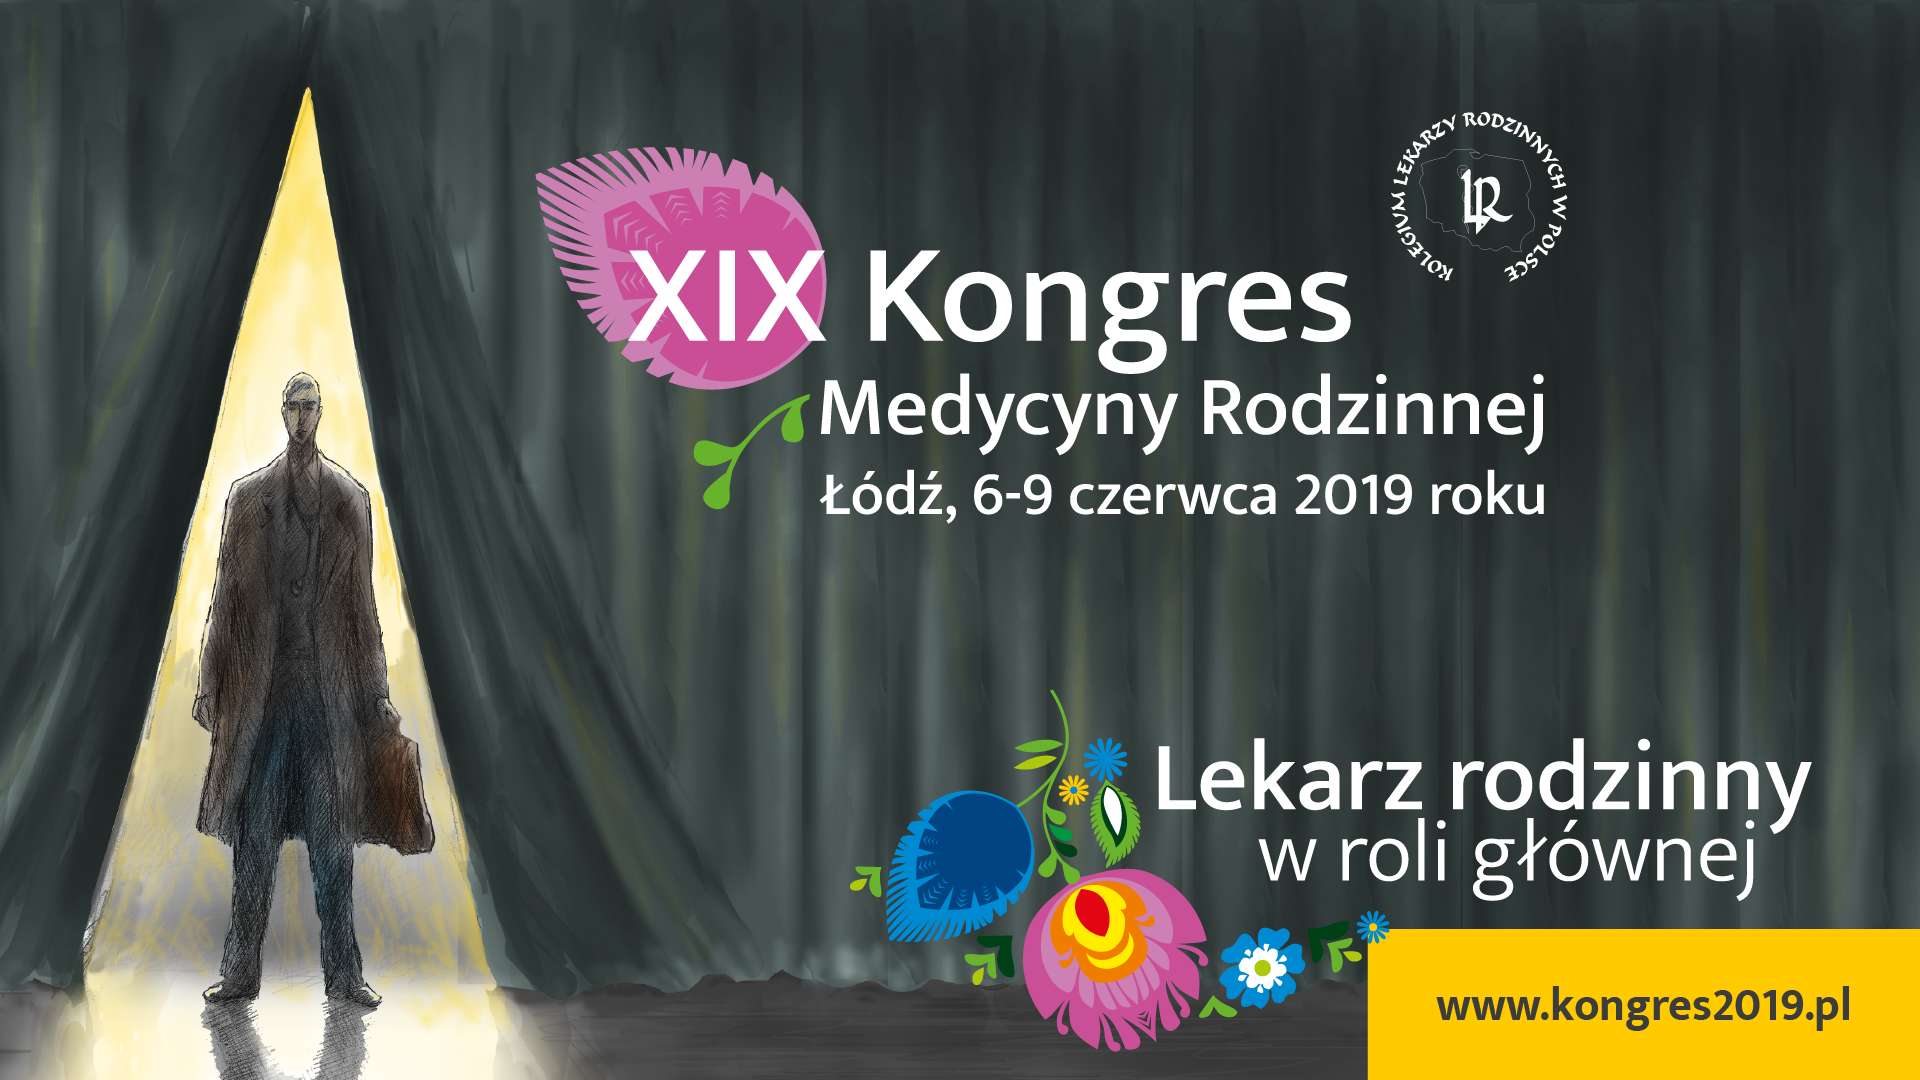 KOLEGIUM LEKARZY RODZINNYCH W POLSCE
LR
XIX Kongres
Medycyny Rodzinnej
Łódź, 6-9 czerwca 2019 roku
Lekarz rodzinny
w roli głównej
www.kongres2019.pl